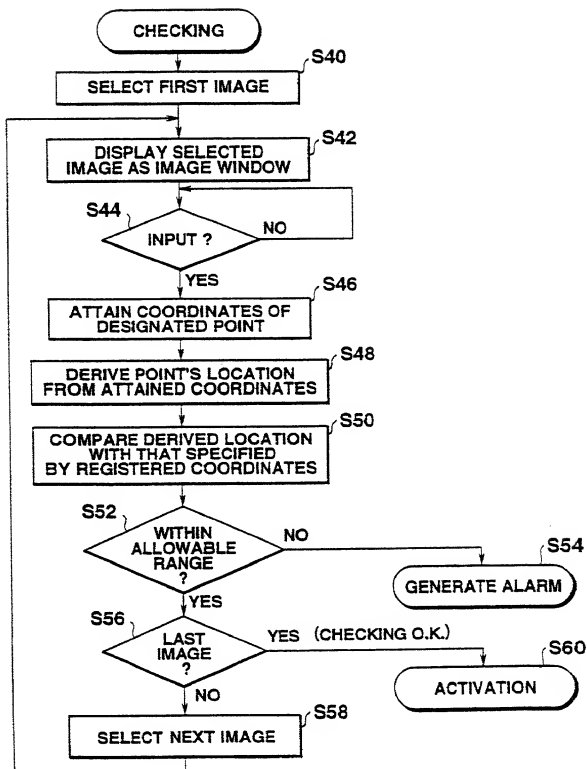 CHECKING
S40
SELECT FIRST IMAGE
S42
DISPLAY SELECTED
IMAGE AS IMAGE WINDOW
S44
INPUT ?
NO
YES
S46
ATTAIN COORDINATES OF
DESIGNATED POINT
S48
DERIVE POINT'S LOCATION
FROM ATTAINED COORDINATES
S50
COMPARE DERIVED LOCATION
WITH THAT SPECIFIED
BY REGISTERED COORDINATES
S52
WITHIN
ALLOWABLE
RANGE
?
NO
S54
GENERATE ALARM
YES
S56
LAST
IMAGE
?
YES (CHECKING O.K.)
S60
ACTIVATION
NO
S58
SELECT NEXT IMAGE